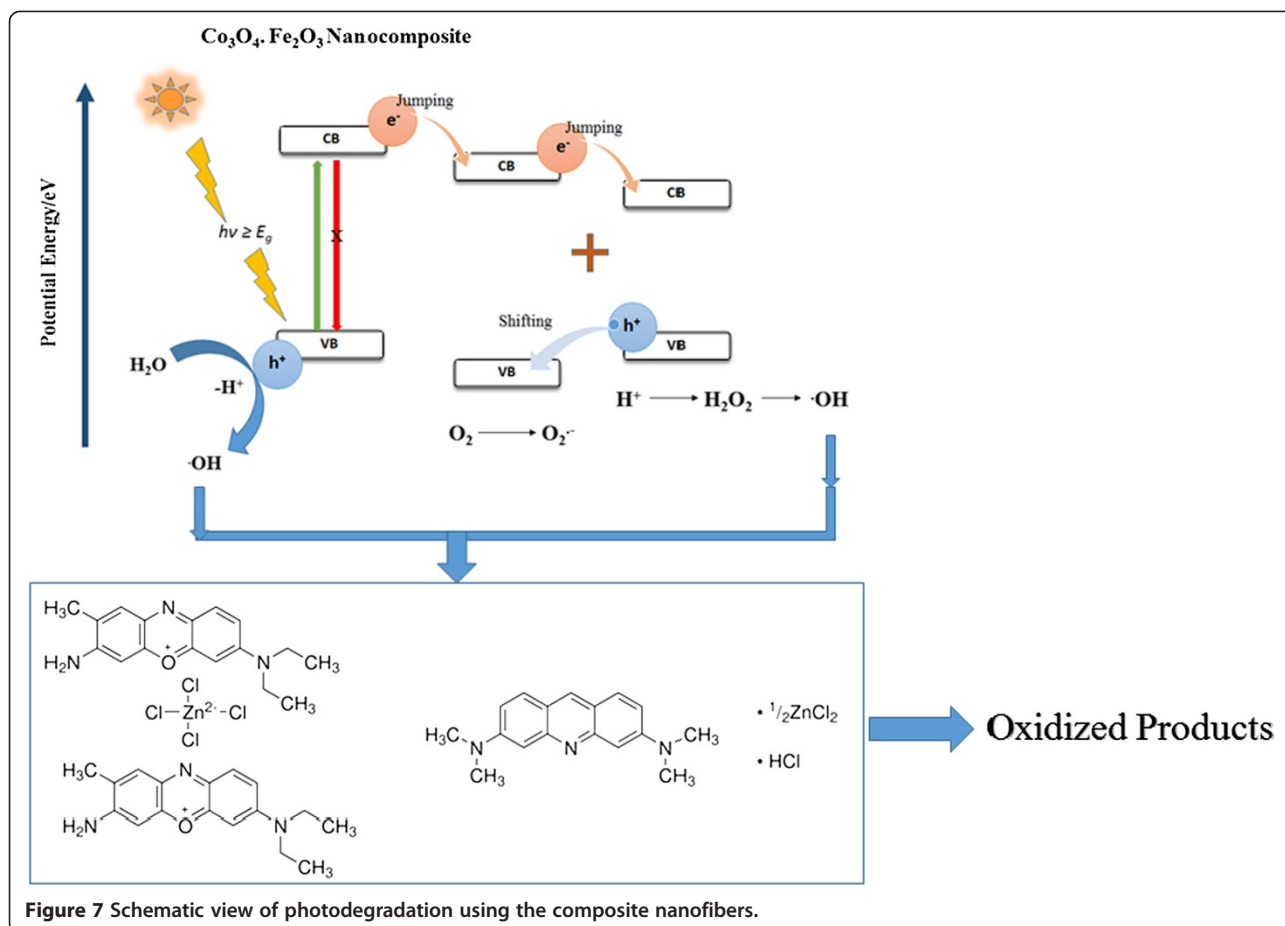 Co₃O₄. Fe₂O₃ Nanocomposite
Potential Energy/eV
hν ≥ E_g
CB
e⁻
Jumping
CB
e⁻
Jumping
CB
X
VB
h⁺
H₂O
-H⁺
·OH
Shifting
h⁺
VB
VB
H⁺ → H₂O₂ → ·OH
O₂ → O₂·⁻
H₃C
N
H₂N
O
+
N
CH₃
CH₃
Cl
Cl Zn²⁻ Cl
Cl
H₃C
N
H₂N
O
+
N
CH₃
CH₃
H₃C
N
CH₃
N
N
CH₃
CH₃
• ¹/₂ZnCl₂
• HCl
Oxidized Products
Figure 7 Schematic view of photodegradation using the composite nanofibers.